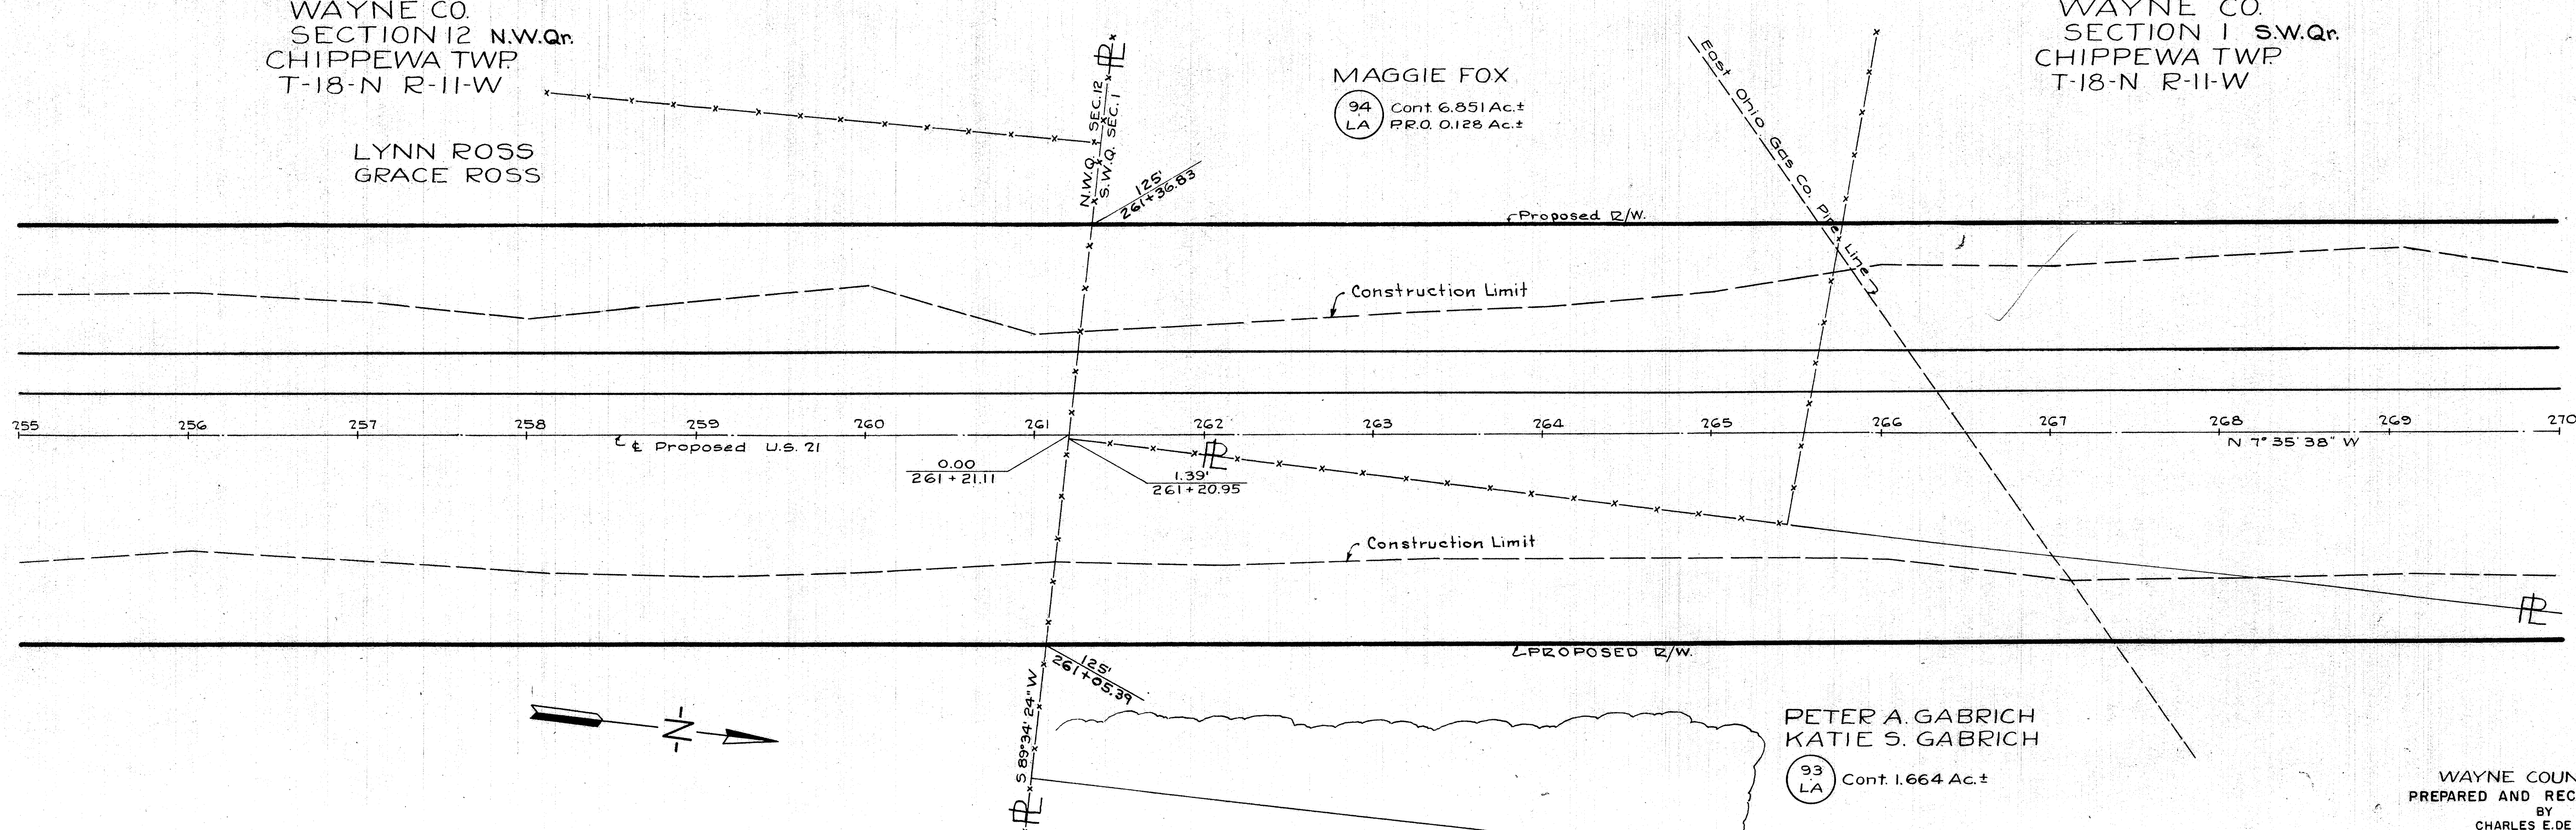 WAYNE CO.
SECTION 12 N.W.Qr.
CHIPPEWA TWP.
T-18-N R-11-W
LYNN ROSS
GRACE ROSS
PL
SEC.12
SEC.1
N.W.Q.
S.W.Q.
125'
261+36.83
MAGGIE FOX
94
LA
Cont. 6.851 Ac.±
P.R.O. 0.128 Ac.±
East Ohio Gas Co. Pipe Line
WAYNE CO.
SECTION 1 S.W.Qr.
CHIPPEWA TWP.
T-18-N R-11-W
Proposed R/W.
Construction Limit
255 256 257 258 259 260 261 262 263 264 265 266 267 268 269 270
℄ Proposed U.S. 21
N 7° 35' 38" W
0.00
261+21.11
PL
1.39'
261+20.95
Construction Limit
PL
PROPOSED R/W.
125'
261+05.39
S 89°34' 24" W
PL
N
PETER A. GABRICH
KATIE S. GABRICH
93
LA
Cont. 1.664 Ac.±
WAYNE COUN
PREPARED AND REC
BY
CHARLES E. DE